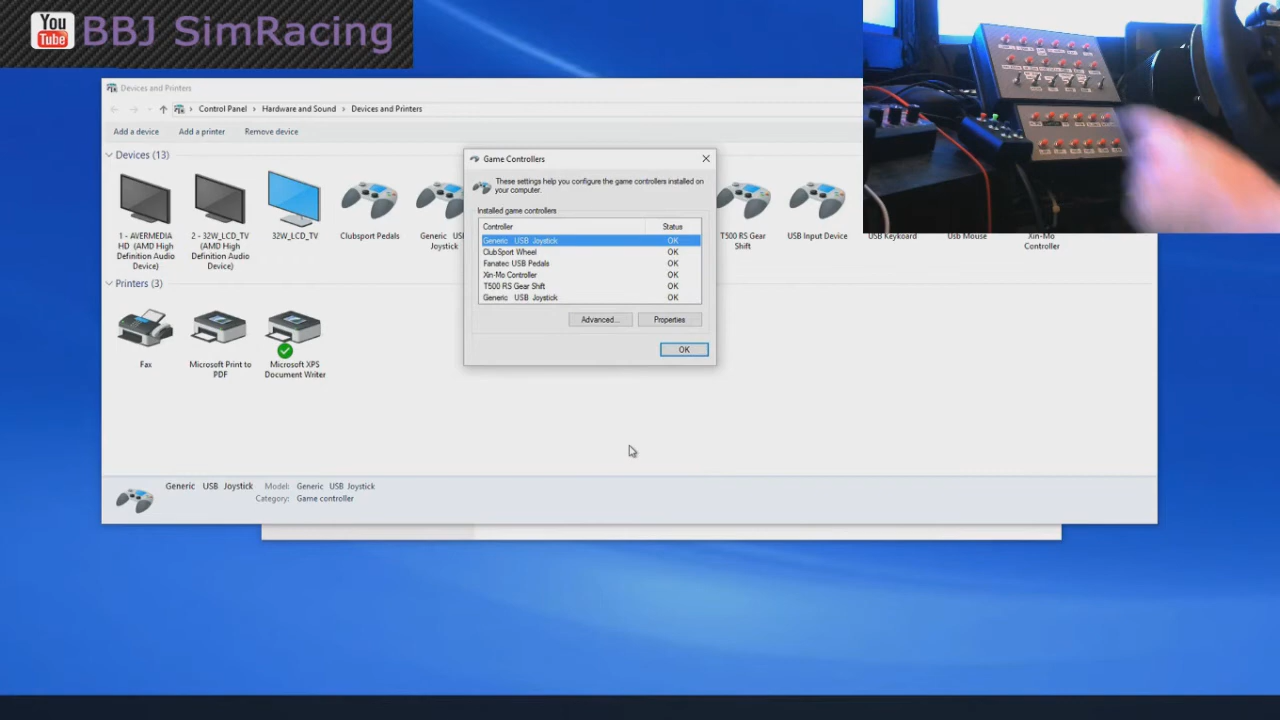 You Tube BBJ SimRacing
Devices and Printers
Control Panel > Hardware and Sound > Devices and Printers
Add a device Add a printer Remove device
Devices (13)
1 - AVERMEDIA HD (AMD High Definition Audio Device)
2 - 32W_LCD_TV (AMD High Definition Audio Device)
32W_LCD_TV
Clubsport Pedals
Generic US Joystick
T500 RS Gear Shift
USB Input Device
USB Keyboard
Usb Mouse
Xin-Mo Controller
Game Controllers
These settings help you configure the game controllers installed on
your computer.
Installed game controllers
Controller Status
Generic USB Joystick OK
ClubSport Wheel OK
Fanatec USB Pedals OK
Xin-Mo Controller OK
T500 RS Gear Shift OK
Generic USB Joystick OK
Advanced... Properties
OK
Printers (3)
Fax
Microsoft Print to PDF
Microsoft XPS Document Writer
Generic USB Joystick Model: Generic USB Joystick
Category: Game controller